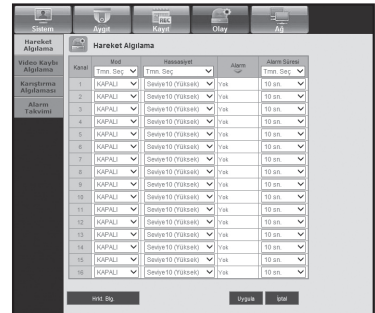 Sistem Aygıt Kayıt Olay Ağ
REC
Hareket Algılama
Video Kaybı Algılama
Karıştırma Algılaması
Alarm Takvimi
Hareket Algılama
Kanal Mod Hassasiyet Alarm Alarm Süresi
Tmn. Seç Tmn. Seç Tmn. Seç
1 KAPALI Seviye10 (Yüksek) Yok 10 sn.
2 KAPALI Seviye10 (Yüksek) Yok 10 sn.
3 KAPALI Seviye10 (Yüksek) Yok 10 sn.
4 KAPALI Seviye10 (Yüksek) Yok 10 sn.
5 KAPALI Seviye10 (Yüksek) Yok 10 sn.
6 KAPALI Seviye10 (Yüksek) Yok 10 sn.
7 KAPALI Seviye10 (Yüksek) Yok 10 sn.
8 KAPALI Seviye10 (Yüksek) Yok 10 sn.
9 KAPALI Seviye10 (Yüksek) Yok 10 sn.
10 KAPALI Seviye10 (Yüksek) Yok 10 sn.
11 KAPALI Seviye10 (Yüksek) Yok 10 sn.
12 KAPALI Seviye10 (Yüksek) Yok 10 sn.
13 KAPALI Seviye10 (Yüksek) Yok 10 sn.
14 KAPALI Seviye10 (Yüksek) Yok 10 sn.
15 KAPALI Seviye10 (Yüksek) Yok 10 sn.
16 KAPALI Seviye10 (Yüksek) Yok 10 sn.
Hrkt. Blg. Uygula İptal